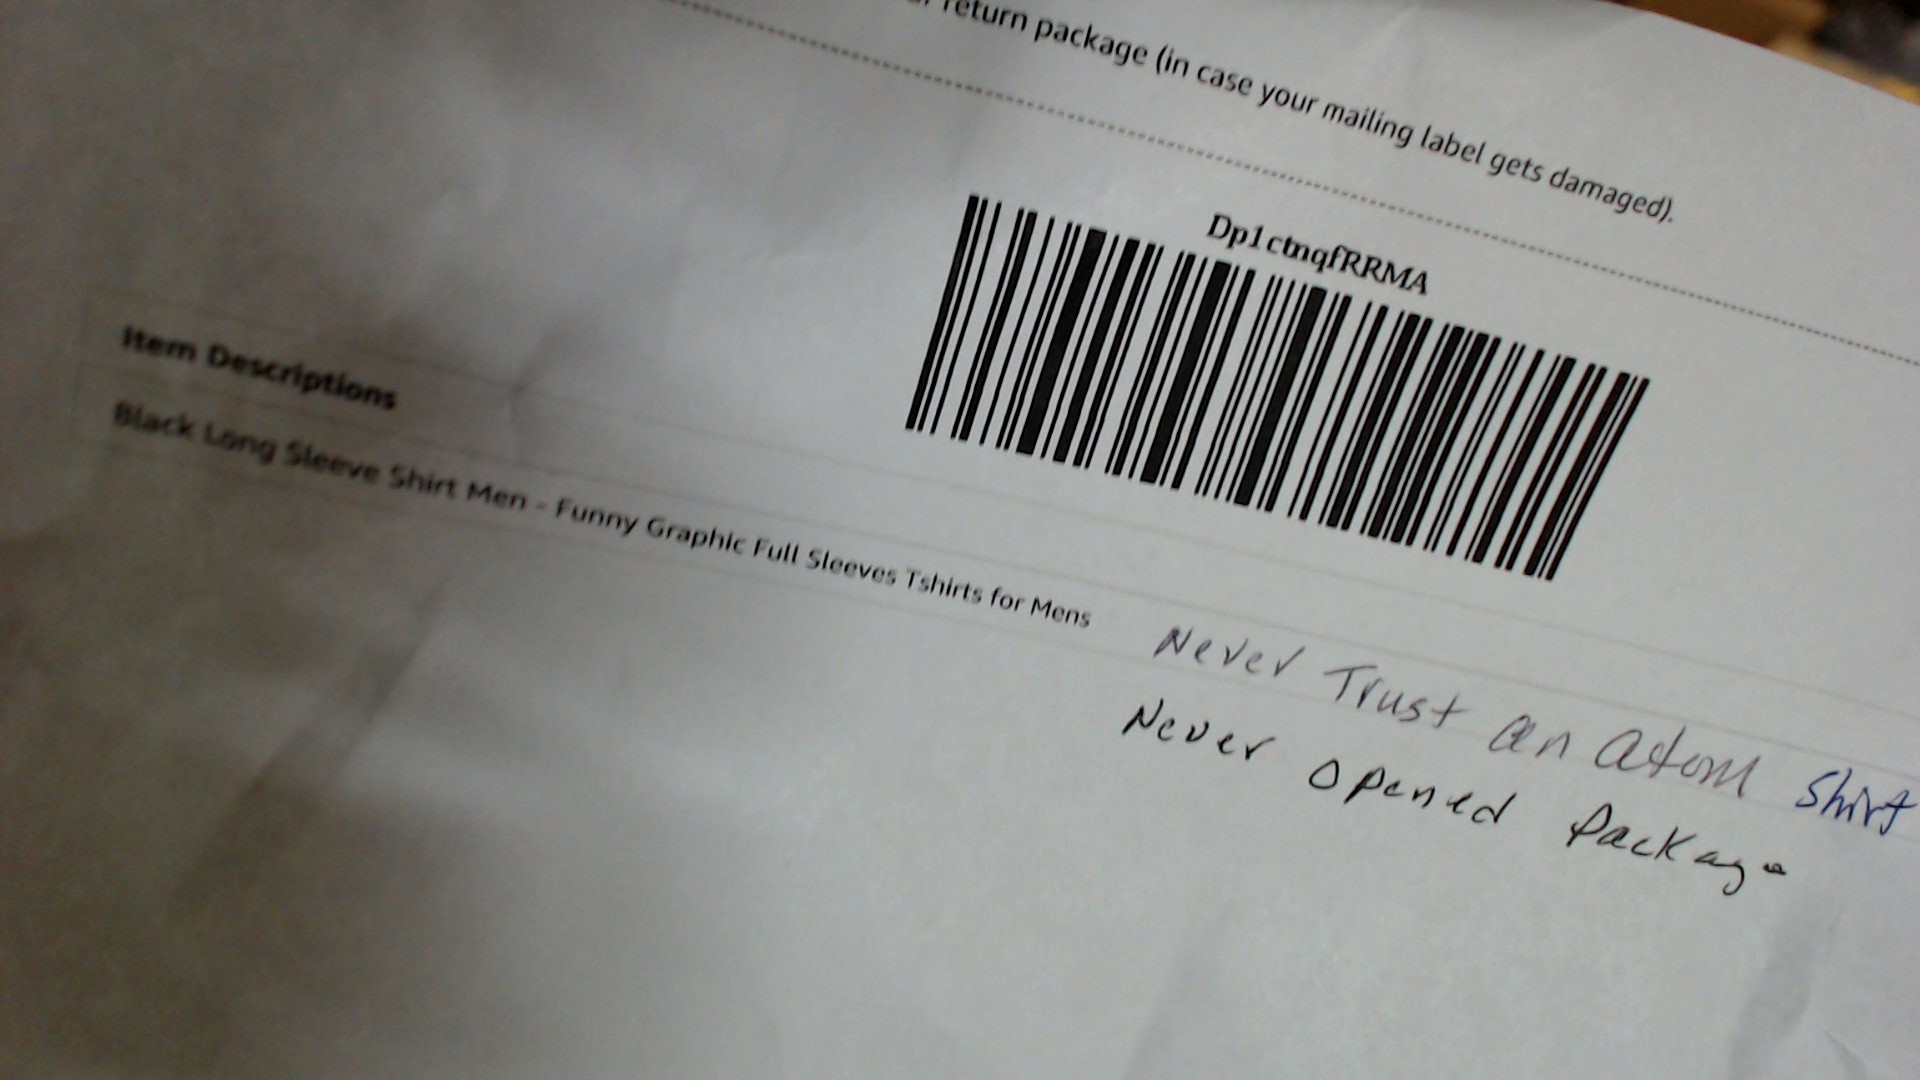 return package (in case your mailing label gets damaged).
Dp1ctnqfRRMA
Item Descriptions
Black Long Sleeve Shirt Men - Funny Graphic Full Sleeves Tshirts for Mens
Never Trust an atom Shirt
Never opened package